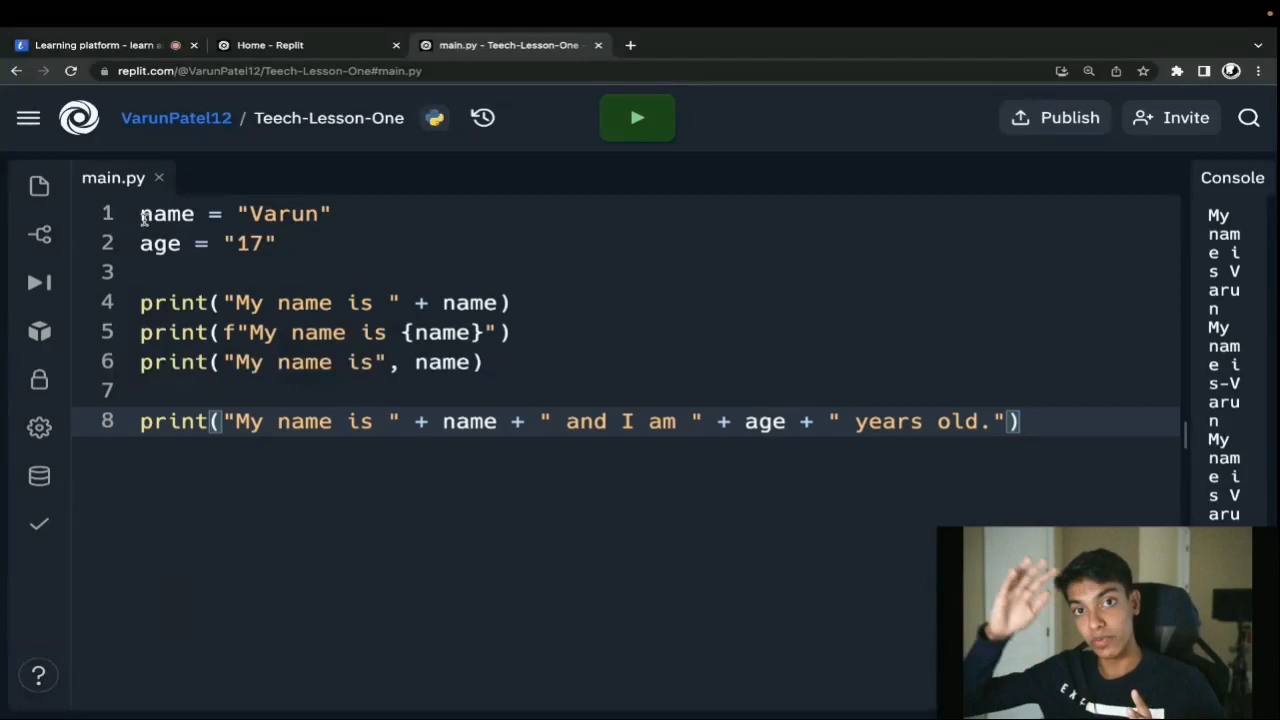 Learning platform - learn a
Home - Replit
main.py - Teech-Lesson-One
replit.com/@VarunPatel12/Teech-Lesson-One#main.py
VarunPatel12 / Teech-Lesson-One
Publish
Invite
main.py
Console
1 name = "Varun"
2 age = "17"
3
4 print("My name is " + name)
5 print(f"My name is {name}")
6 print("My name is", name)
7
8 print("My name is " + name + " and I am " + age + " years old.")
My
nam
e i
s V
aru
n
My
nam
e i
s-V
aru
n
My
nam
e i
s V
aru
?